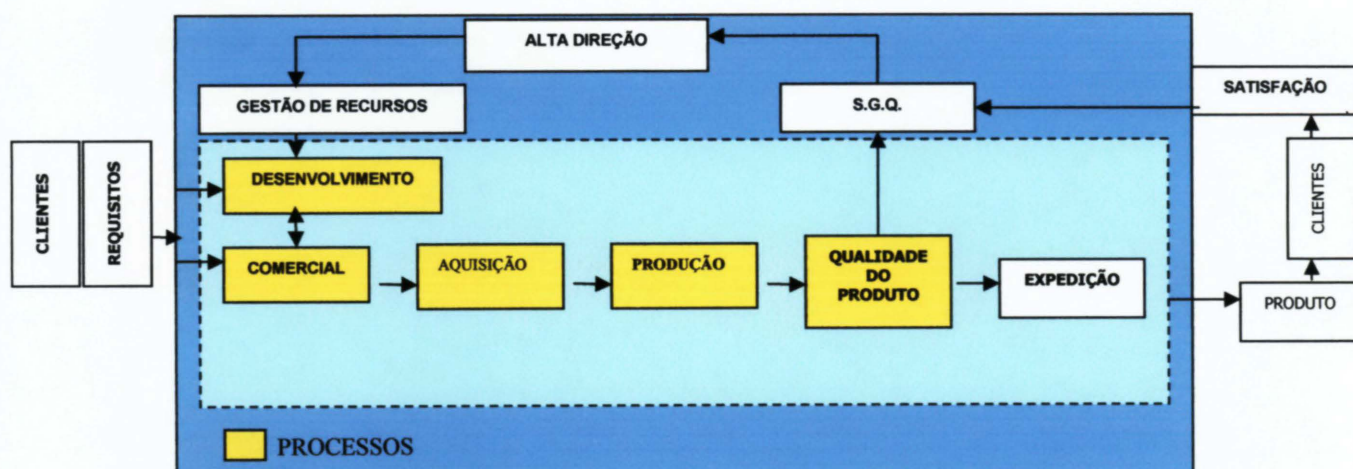 ALTA DIREÇÃO
GESTÃO DE RECURSOS
S.G.Q.
SATISFAÇÃO
CLIENTES
REQUISITOS
DESENVOLVIMENTO
CLIENTES
COMERCIAL
AQUISIÇÃO
PRODUÇÃO
QUALIDADE
DO
PRODUTO
EXPEDIÇÃO
PRODUTO
PROCESSOS